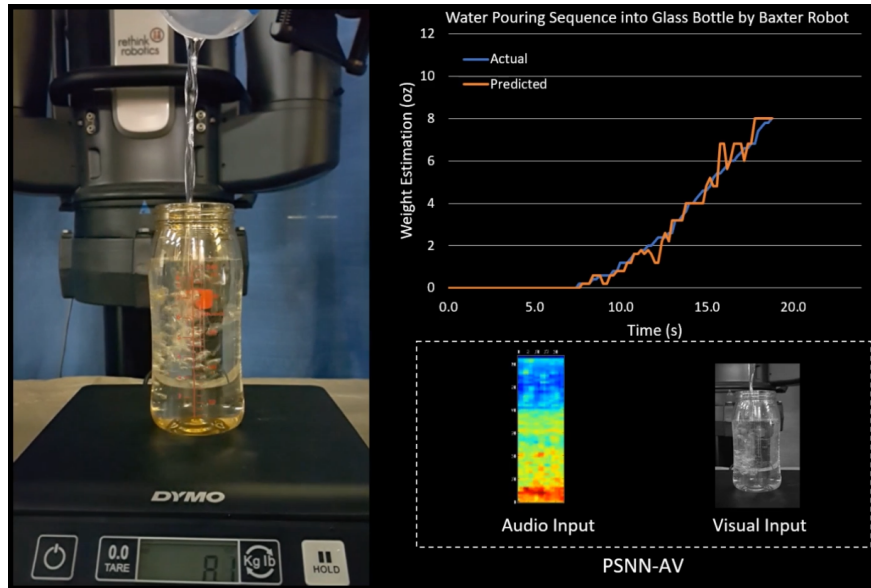 rethink
robotics
DYMO
0.0
TARE
8.1
Kg lb
HOLD
Water Pouring Sequence into Glass Bottle by Baxter Robot
Weight Estimation (oz)
12
10
8
6
4
2
0
Actual
Predicted
0.0 5.0 10.0 15.0 20.0
Time (s)
Audio Input
Visual Input
PSNN-AV